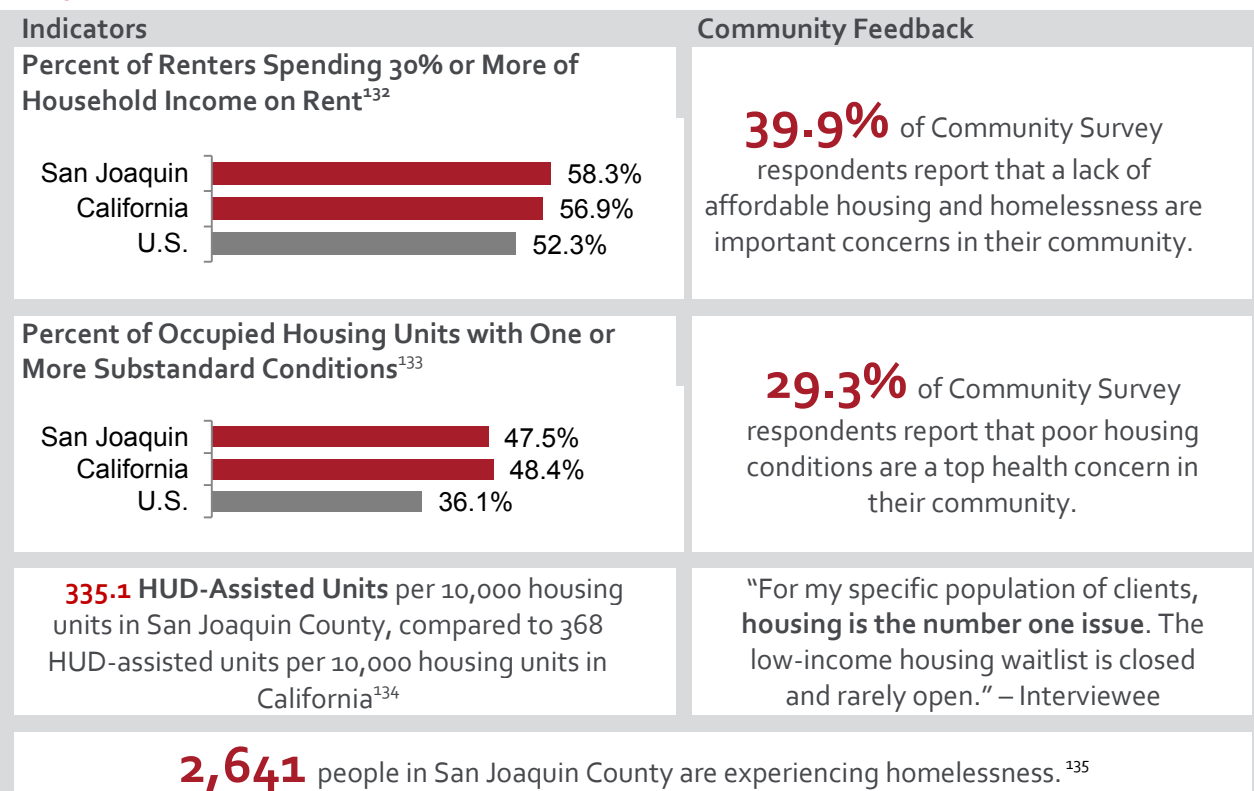 Indicators
Community Feedback
Percent of Renters Spending 30% or More of
Household Income on Rent¹³²
San Joaquin 58.3%
California 56.9%
U.S. 52.3%
39.9% of Community Survey
respondents report that a lack of
affordable housing and homelessness are
important concerns in their community.
Percent of Occupied Housing Units with One or
More Substandard Conditions¹³³
San Joaquin 47.5%
California 48.4%
U.S. 36.1%
29.3% of Community Survey
respondents report that poor housing
conditions are a top health concern in
their community.
335.1 HUD-Assisted Units per 10,000 housing
units in San Joaquin County, compared to 368
HUD-assisted units per 10,000 housing units in
California¹³⁴
“For my specific population of clients,
housing is the number one issue. The
low-income housing waitlist is closed
and rarely open.” – Interviewee
2,641 people in San Joaquin County are experiencing homelessness. ¹³⁵